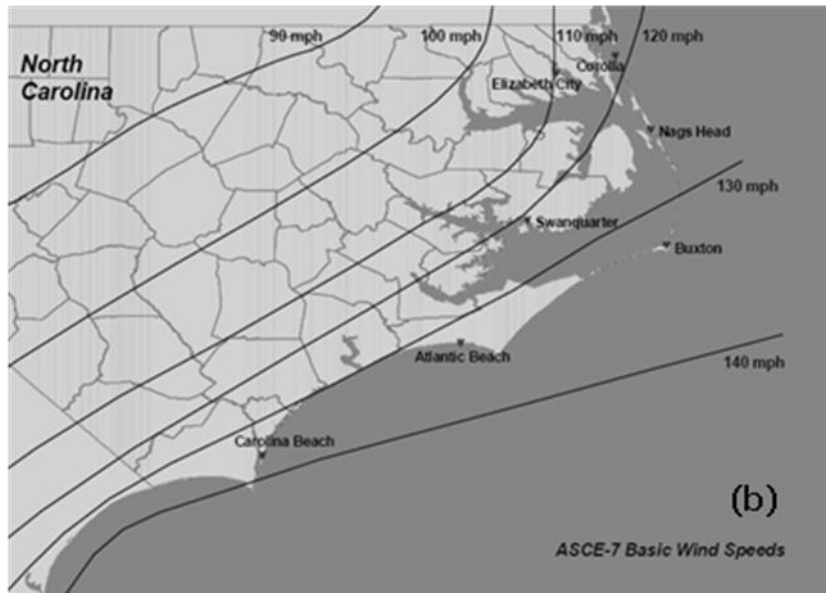 90 mph
100 mph
110 mph
120 mph
North
Carolina
Corolla
Elizabeth City
Nags Head
130 mph
Swanquarter
Buxton
Atlantic Beach
140 mph
Carolina Beach
(b)
ASCE-7 Basic Wind Speeds